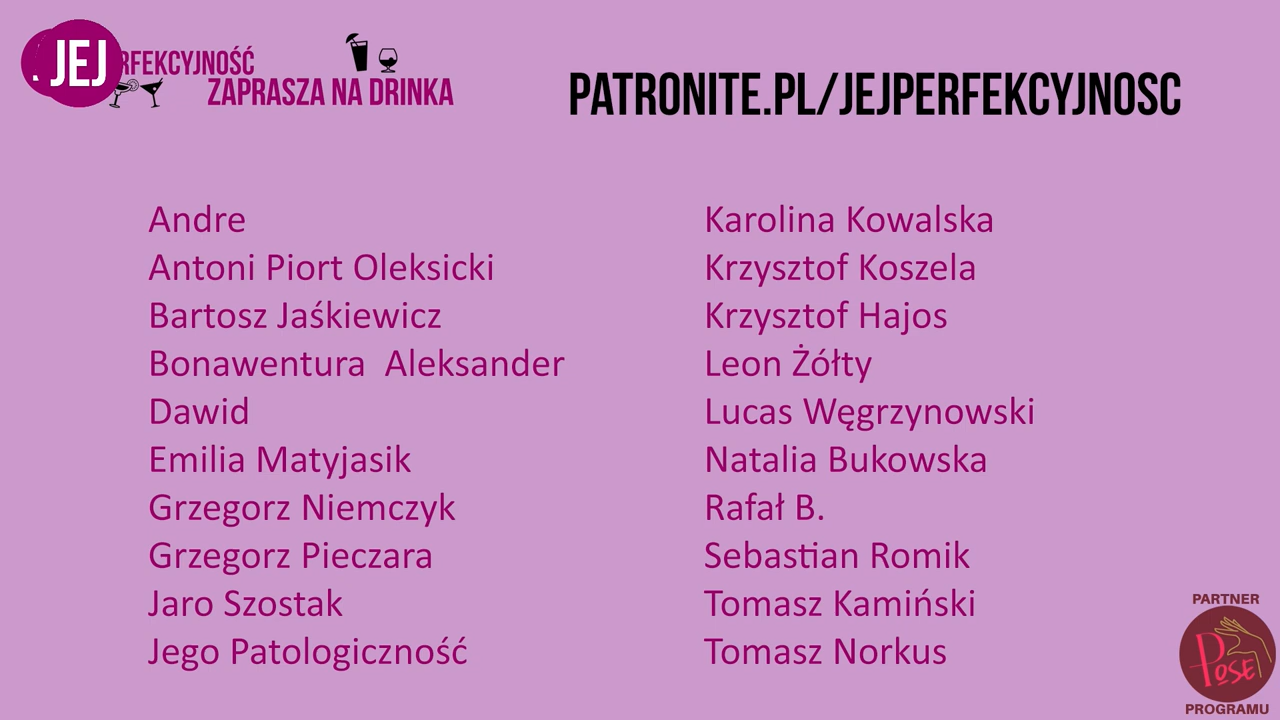 JEJ
RFEKCYJNOŚĆ
ZAPRASZA NA DRINKA
PATRONITE.PL/JEJPERFEKCYJNOSC
Andre
Antoni Piort Oleksicki
Bartosz Jaśkiewicz
Bonawentura  Aleksander
Dawid
Emilia Matyjasik
Grzegorz Niemczyk
Grzegorz Pieczara
Jaro Szostak
Jego Patologiczność
Karolina Kowalska
Krzysztof Koszela
Krzysztof Hajos
Leon Żółty
Lucas Węgrzynowski
Natalia Bukowska
Rafał B.
Sebastian Romik
Tomasz Kamiński
Tomasz Norkus
PARTNER
POSE
PROGRAMU